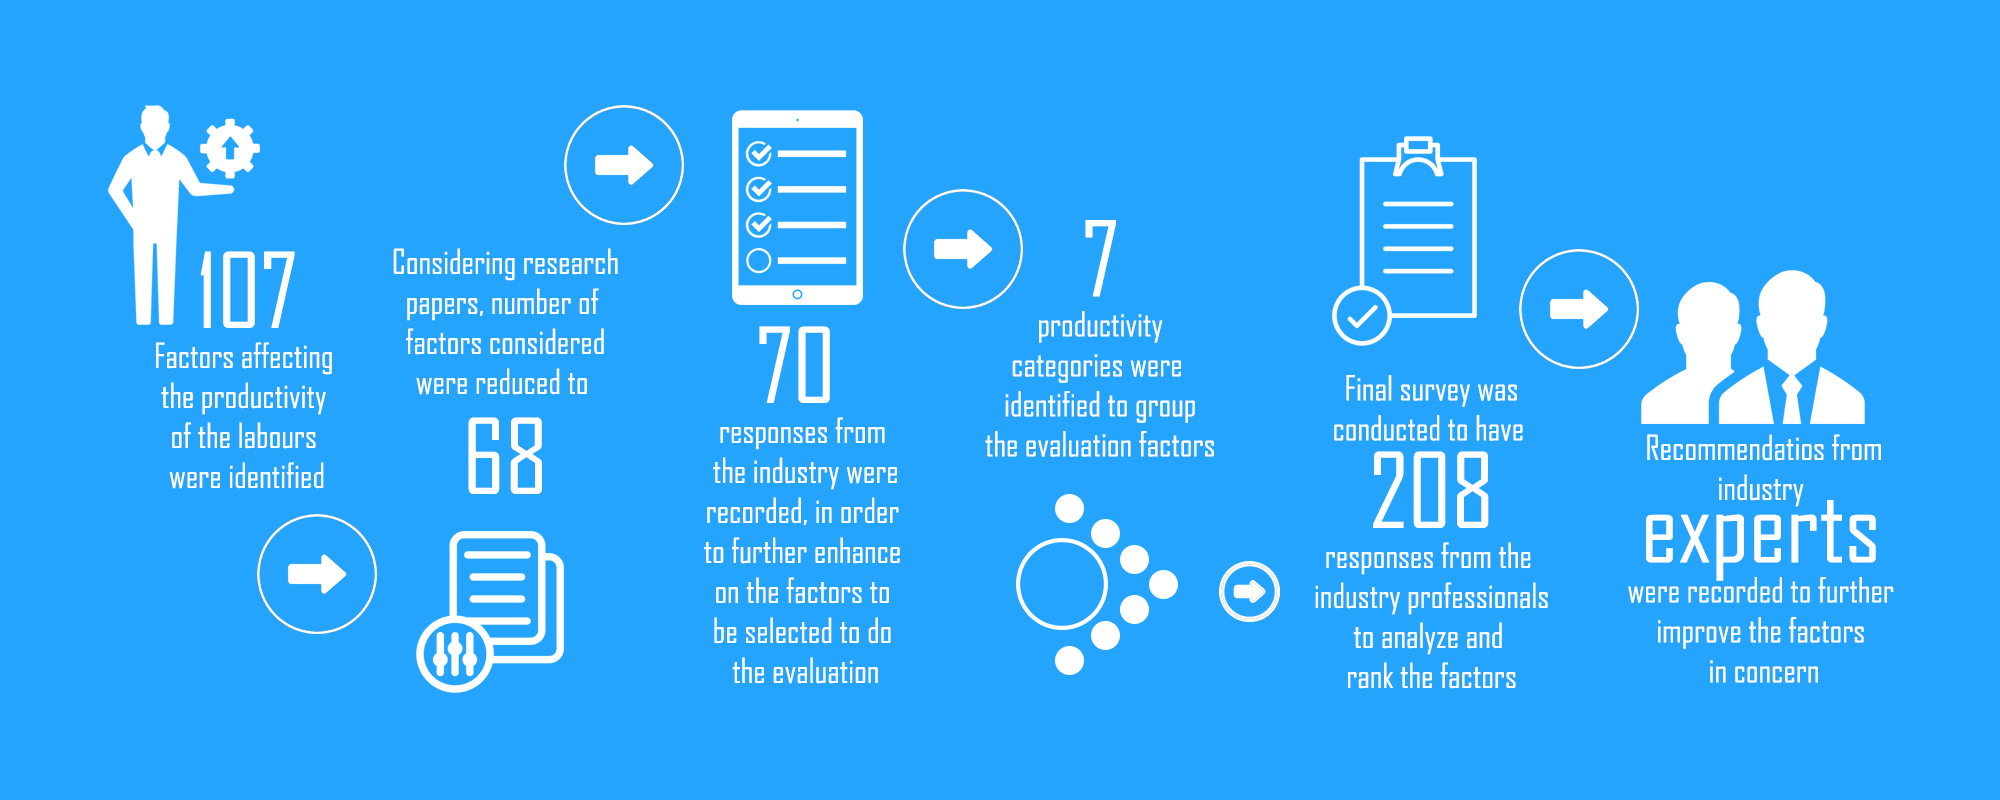 107
Factors affecting
the productivity
of the labours
were identified
Considering research
papers, number of
factors considered
were reduced to
68
70
responses from
the industry were
recorded, in order
to further enhance
on the factors to
be selected to do
the evaluation
7
productivity
categories were
identified to group
the evaluation factors
Final survey was
conducted to have
208
responses from the
industry professionals
to analyze and
rank the factors
Recommendatios from
industry
experts
were recorded to further
improve the factors
in concern